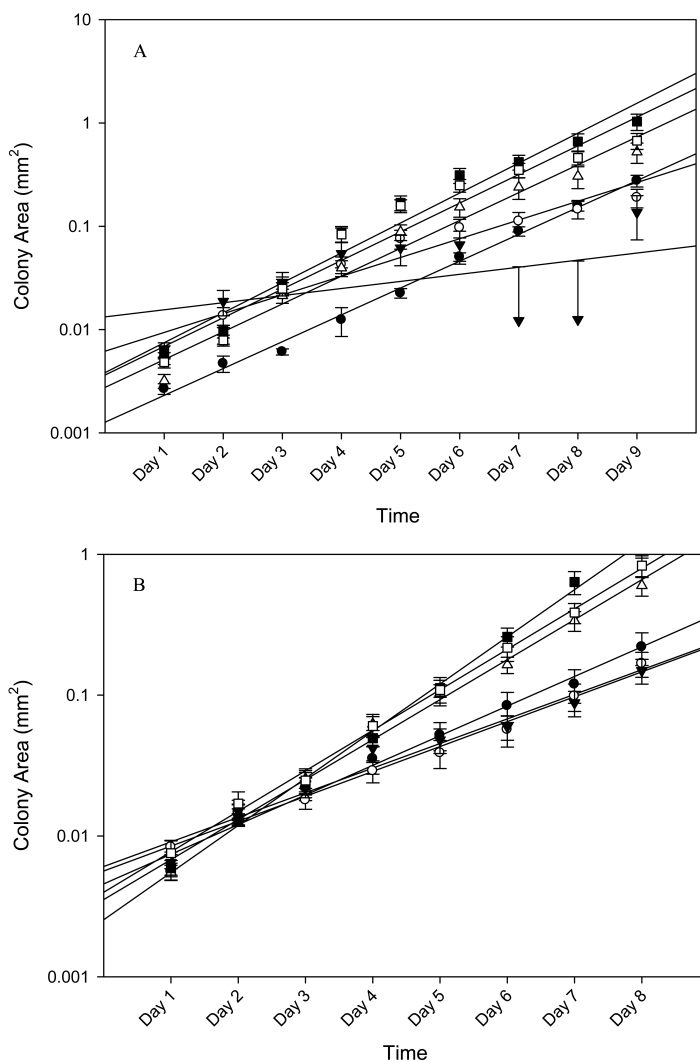 A
10
1
0.1
0.01
0.001
Colony Area (mm²)
Day 1 Day 2 Day 3 Day 4 Day 5 Day 6 Day 7 Day 8 Day 9
Time
B
1
0.1
0.01
0.001
Colony Area (mm²)
Day 1 Day 2 Day 3 Day 4 Day 5 Day 6 Day 7 Day 8
Time